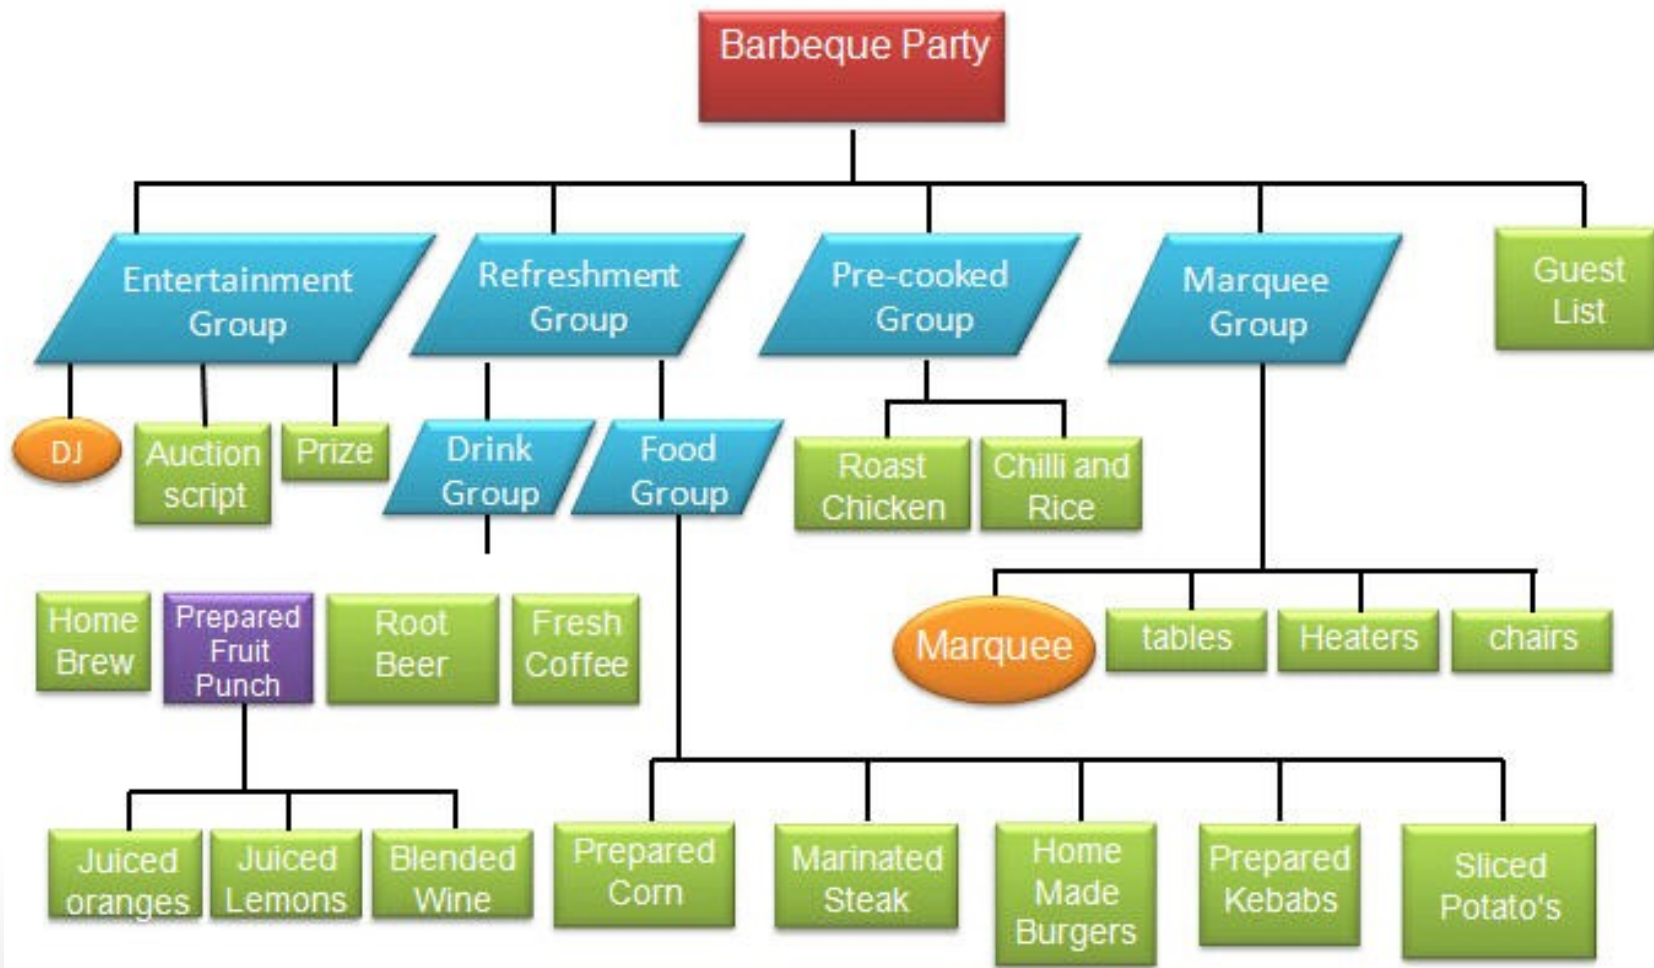 Barbeque Party
Entertainment
Group
Refreshment
Group
Pre-cooked
Group
Marquee
Group
Guest
List
DJ
Auction
script
Prize
Drink
Group
Food
Group
Roast
Chicken
Chilli and
Rice
Home
Brew
Prepared
Fruit
Punch
Root
Beer
Fresh
Coffee
Marquee
tables
Heaters
chairs
Juiced
oranges
Juiced
Lemons
Blended
Wine
Prepared
Corn
Marinated
Steak
Home
Made
Burgers
Prepared
Kebabs
Sliced
Potato's